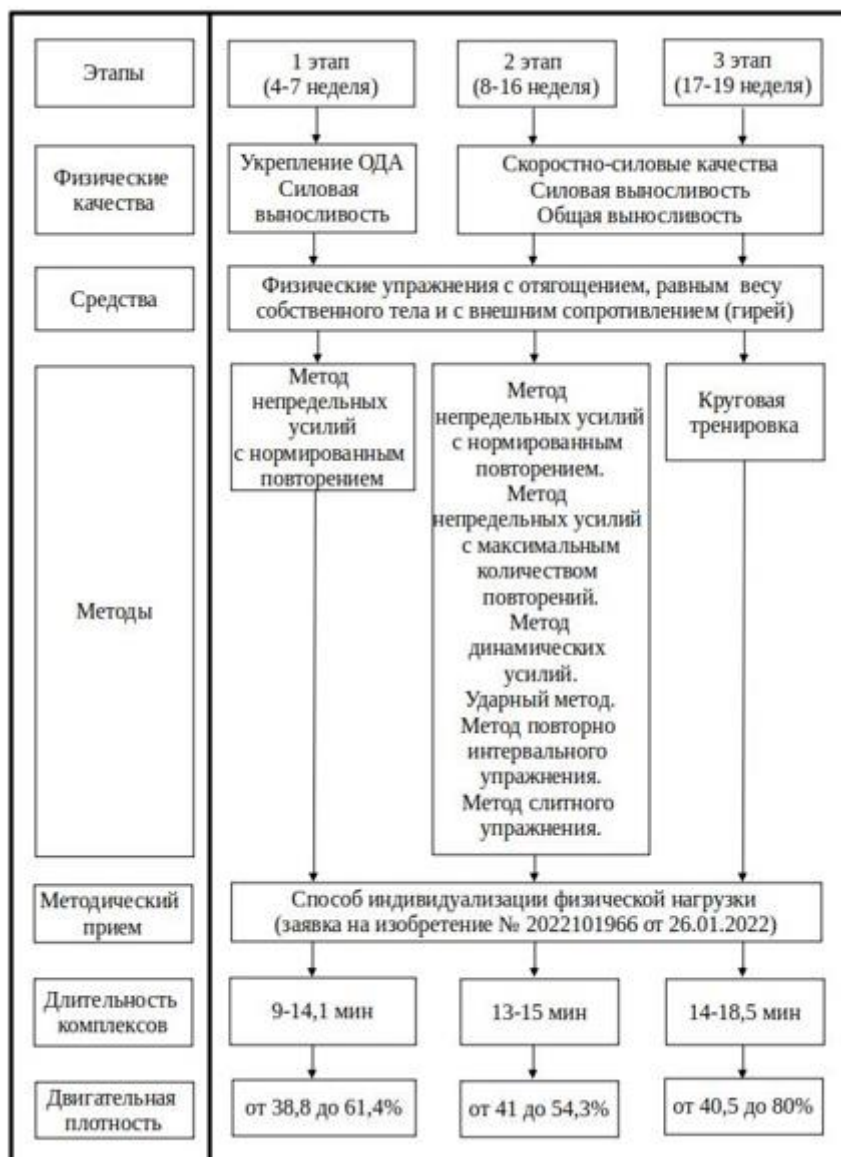 Этапы
1 этап
(4-7 неделя)
2 этап
(8-16 неделя)
3 этап
(17-19 неделя)
Физические
качества
Укрепление ОДА
Силовая
выносливость
Скоростно-силовые качества
Силовая выносливость
Общая выносливость
Средства
Физические упражнения с отягощением, равным весу
собственного тела и с внешним сопротивлением (гирей)
Методы
Метод
непредельных
усилий
с нормированным
повторением
Метод
непредельных усилий
с нормированным
повторением.
Метод
непредельных усилий
с максимальным
количеством
повторений.
Метод
динамических
усилий.
Ударный метод.
Метод повторно
интервального
упражнения.
Метод слитного
упражнения.
Круговая
тренировка
Методический
прием
Способ индивидуализации физической нагрузки
(заявка на изобретение № 2022101966 от 26.01.2022)
Длительность
комплексов
9-14,1 мин
13-15 мин
14-18,5 мин
Двигательная
плотность
от 38,8 до 61,4%
от 41 до 54,3%
от 40,5 до 80%